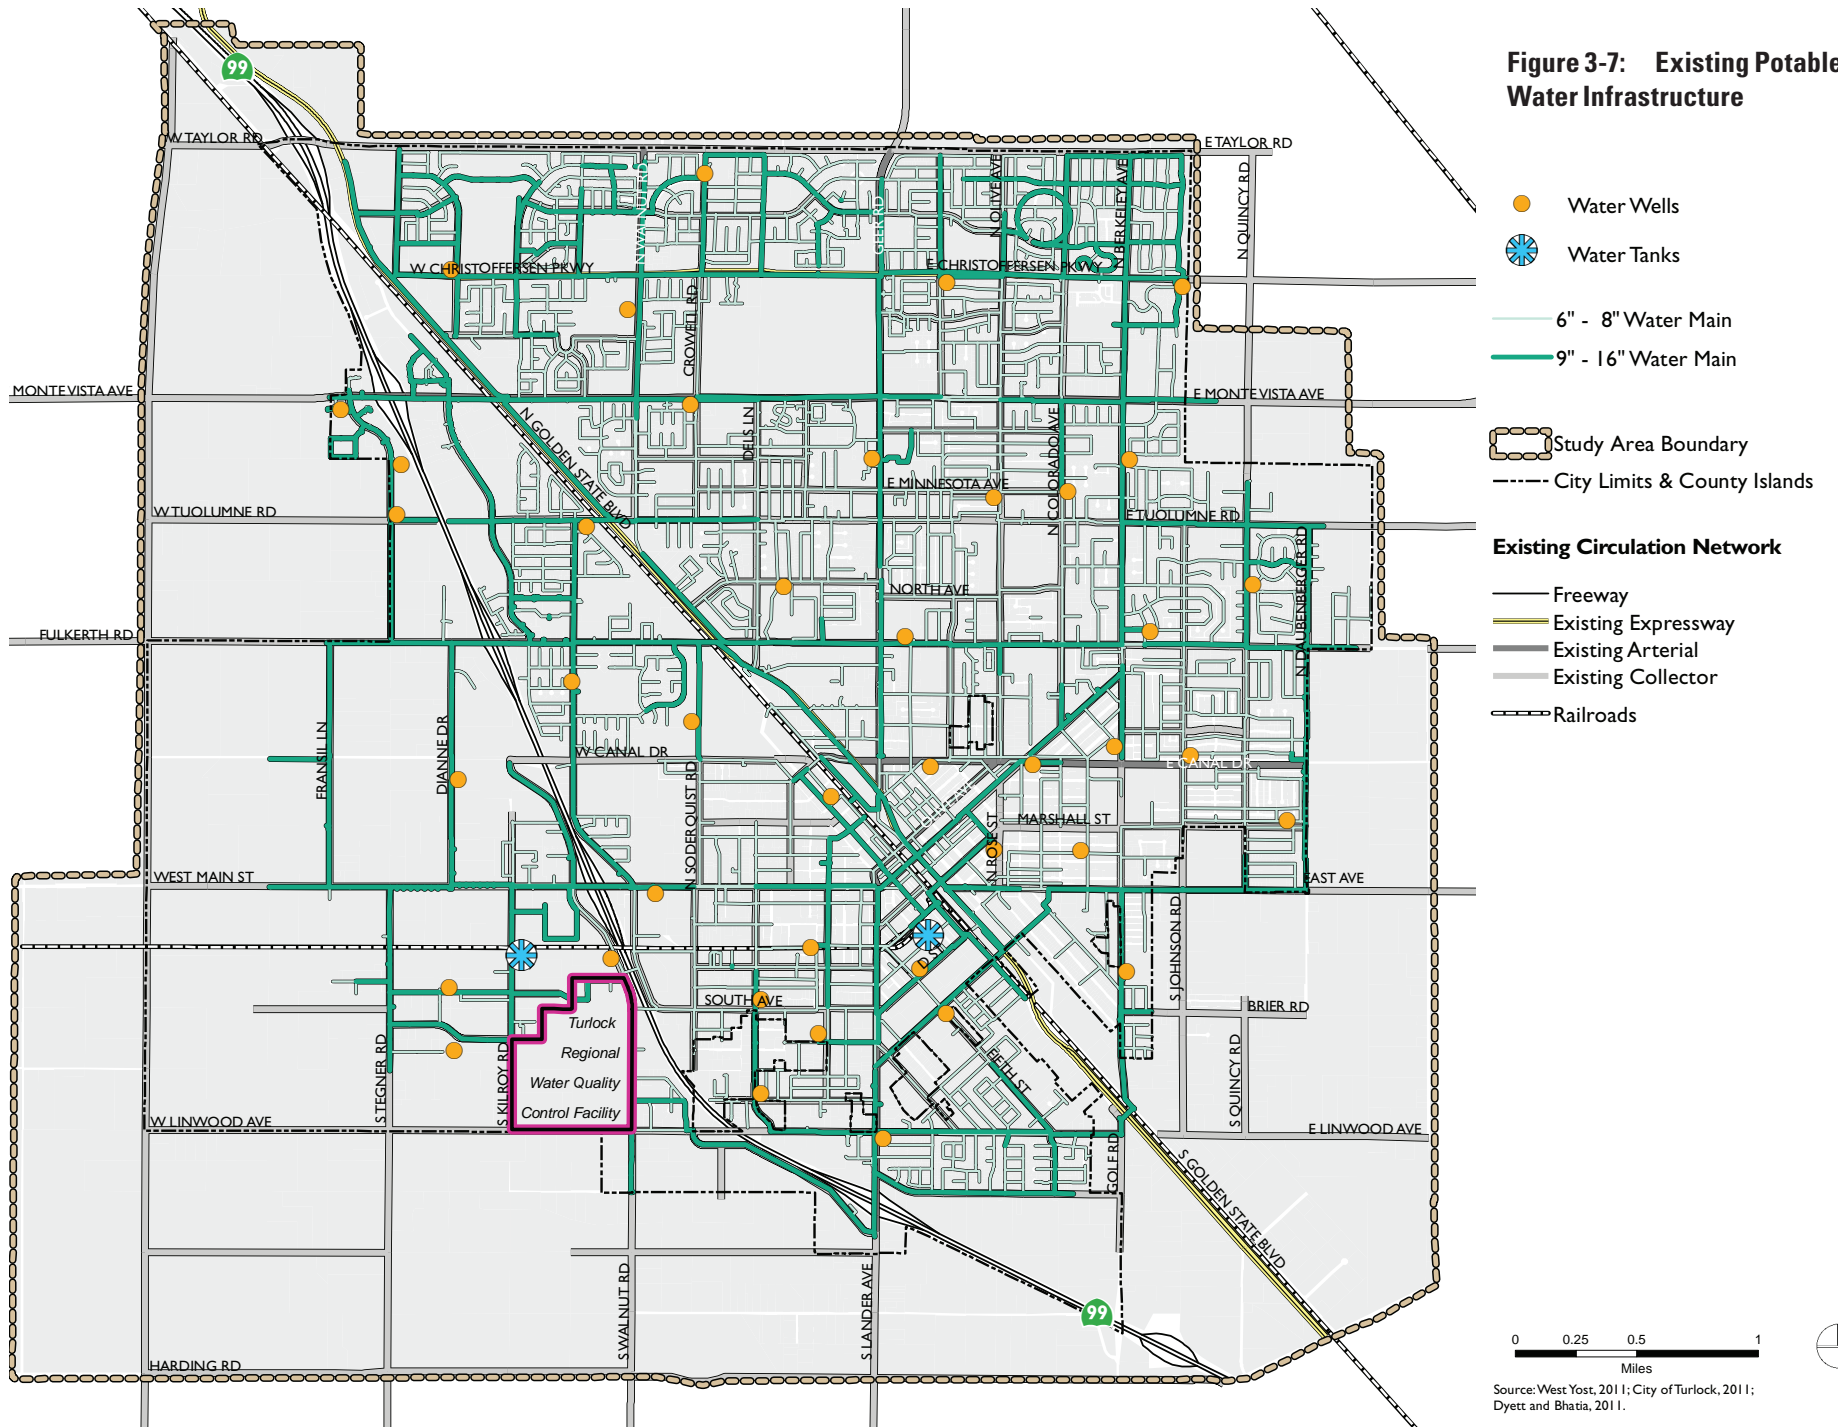 Figure 3-7: Existing Potable
Water Infrastructure
Water Wells
Water Tanks
6" - 8" Water Main
9" - 16" Water Main
Study Area Boundary
City Limits & County Islands
Existing Circulation Network
Freeway
Existing Expressway
Existing Arterial
Existing Collector
Railroads
99
W TAYLOR RD
E TAYLOR RD
N QUINCY RD
N WALNUT RD
GEER RD
N OLIVE AVE
N BERKELEY AVE
W CHRISTOFFERSEN PKWY
E CHRISTOFFERSEN PKWY
CROWELL RD
MONTE VISTA AVE
E MONTE VISTA AVE
N GOLDEN STATE BLVD
DELS LN
N COLORADO AVE
E MINNESOTA AVE
W TUOLUMNE RD
E TUOLUMNE RD
N DAUBENBERGER RD
NORTH AVE
FULKERTH RD
FRANSIL LN
DIANNE DR
W CANAL DR
E CANAL DR
N SODERQUIST RD
N ROSE ST
MARSHALL ST
WEST MAIN ST
EAST AVE
D ST
S JOHNSON RD
SOUTH AVE
BRIER RD
Turlock
Regional
Water Quality
Control Facility
S TEGNER RD
S KILROY RD
FIFTH ST
S QUINCY RD
W LINWOOD AVE
E LINWOOD AVE
GOLF RD
S GOLDEN STATE BLVD
S WALNUT RD
S LANDER AVE
99
HARDING RD
0 0.25 0.5 1
Miles
Source: West Yost, 2011; City of Turlock, 2011;
Dyett and Bhatia, 2011.